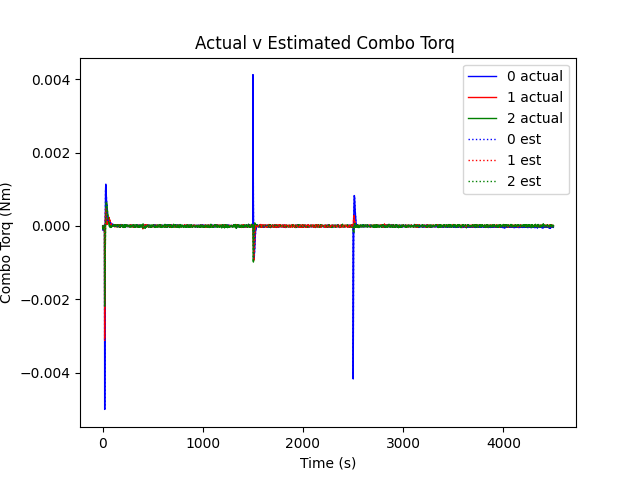 Actual v Estimated Combo Torq
Combo Torq (Nm)
0.004
0.002
0.000
−0.002
−0.004
0
1000
2000
3000
4000
Time (s)
0 actual
1 actual
2 actual
0 est
1 est
2 est